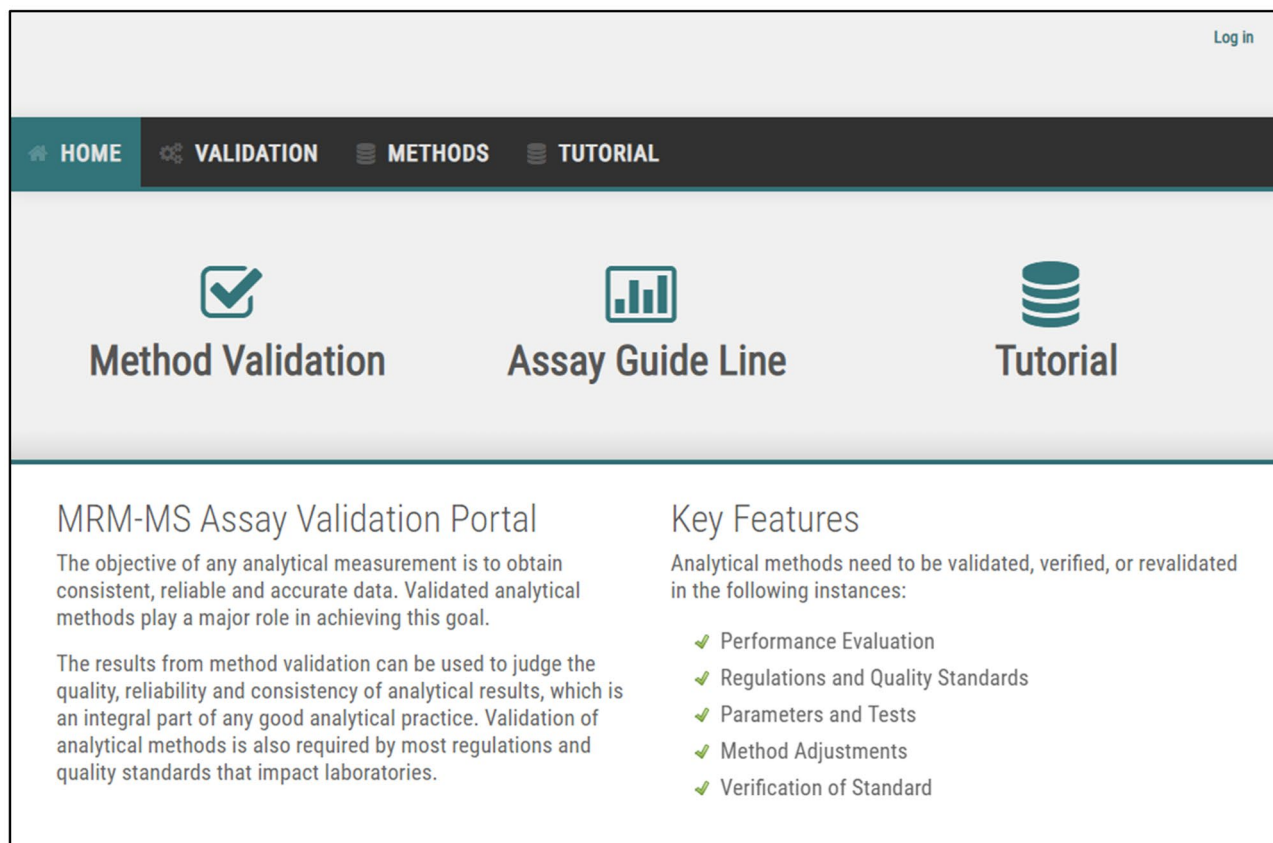 Log in
HOME VALIDATION METHODS TUTORIAL
Method Validation Assay Guide Line Tutorial
MRM-MS Assay Validation Portal
The objective of any analytical measurement is to obtain
consistent, reliable and accurate data. Validated analytical
methods play a major role in achieving this goal.
The results from method validation can be used to judge the
quality, reliability and consistency of analytical results, which is
an integral part of any good analytical practice. Validation of
analytical methods is also required by most regulations and
quality standards that impact laboratories.
Key Features
Analytical methods need to be validated, verified, or revalidated
in the following instances:
Performance Evaluation
Regulations and Quality Standards
Parameters and Tests
Method Adjustments
Verification of Standard